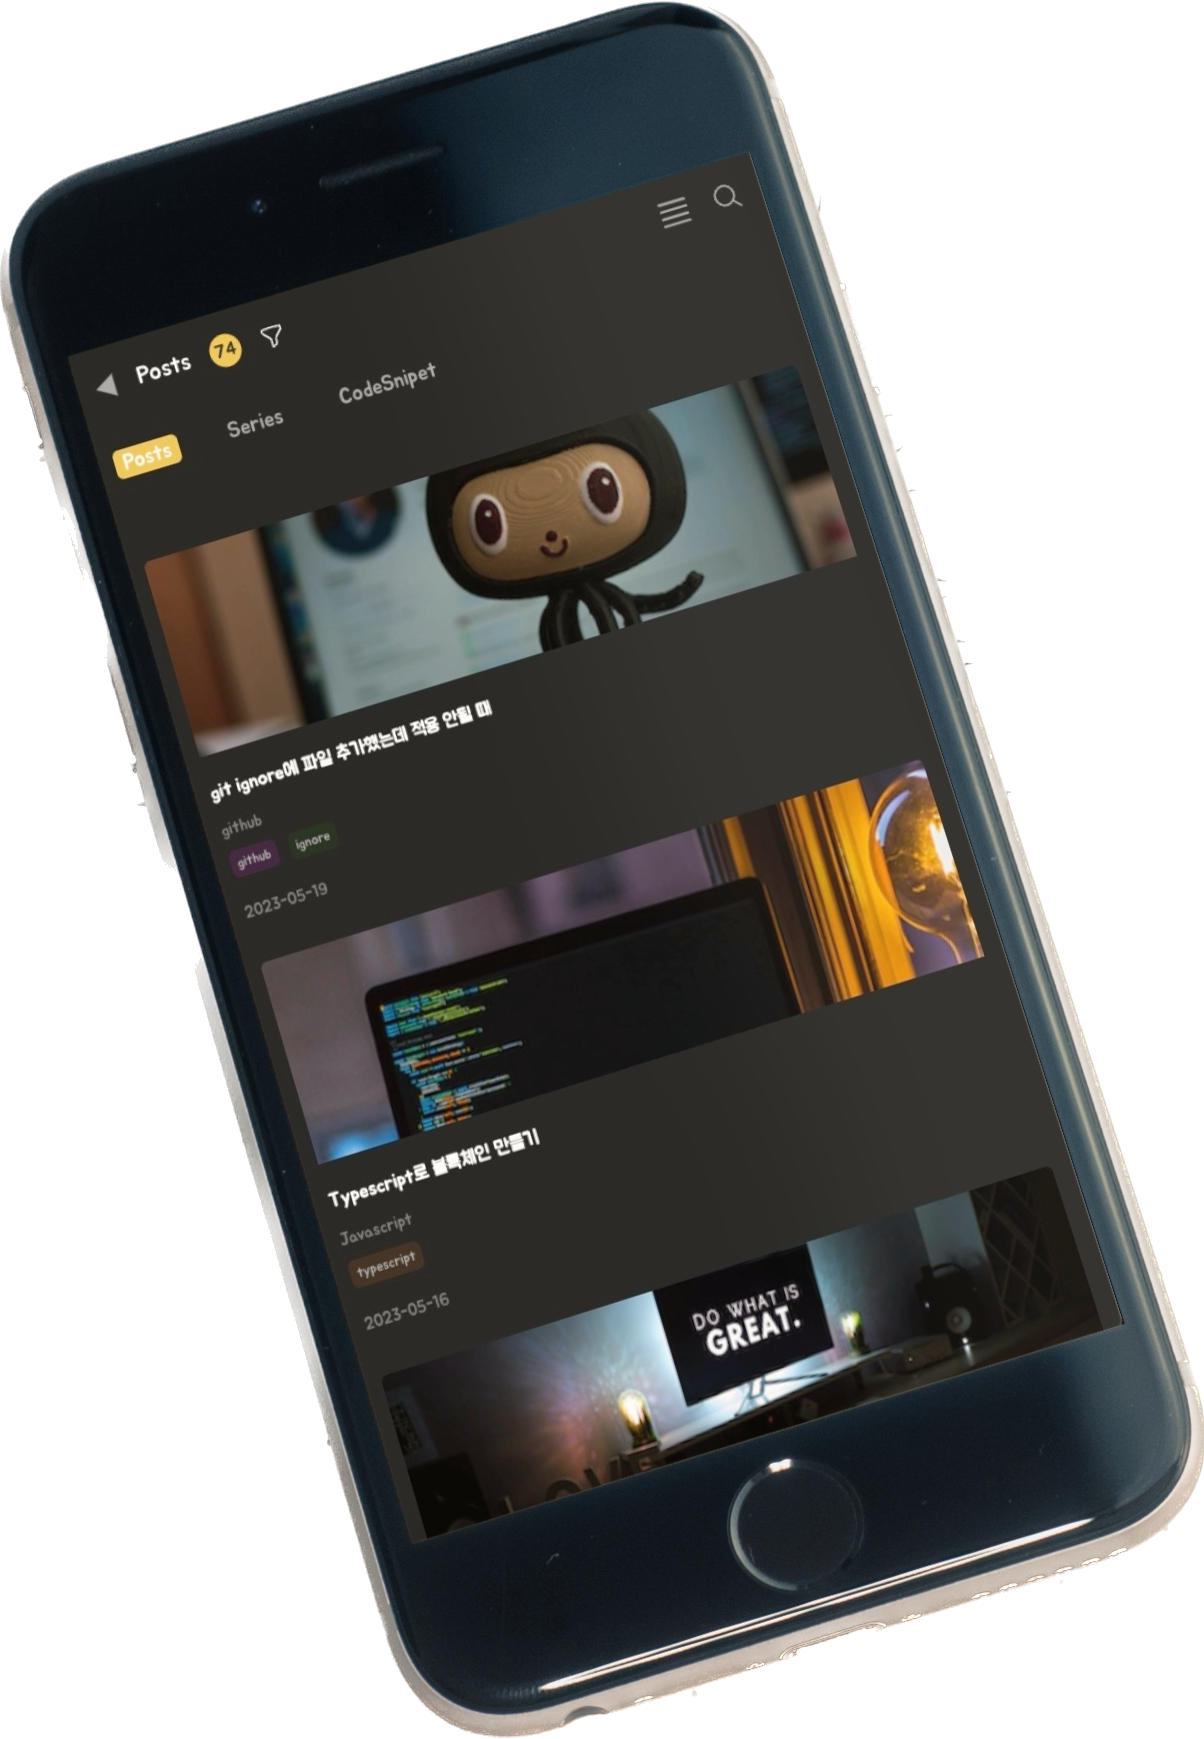 Posts 74
Posts Series CodeSnipet
git ignore에 파일 추가했는데 적용 안될 때
github
github ignore
2023-05-19
Typescript로 블록체인 만들기
Javascript
typescript
2023-05-16
DO WHAT IS
GREAT.
LOVE